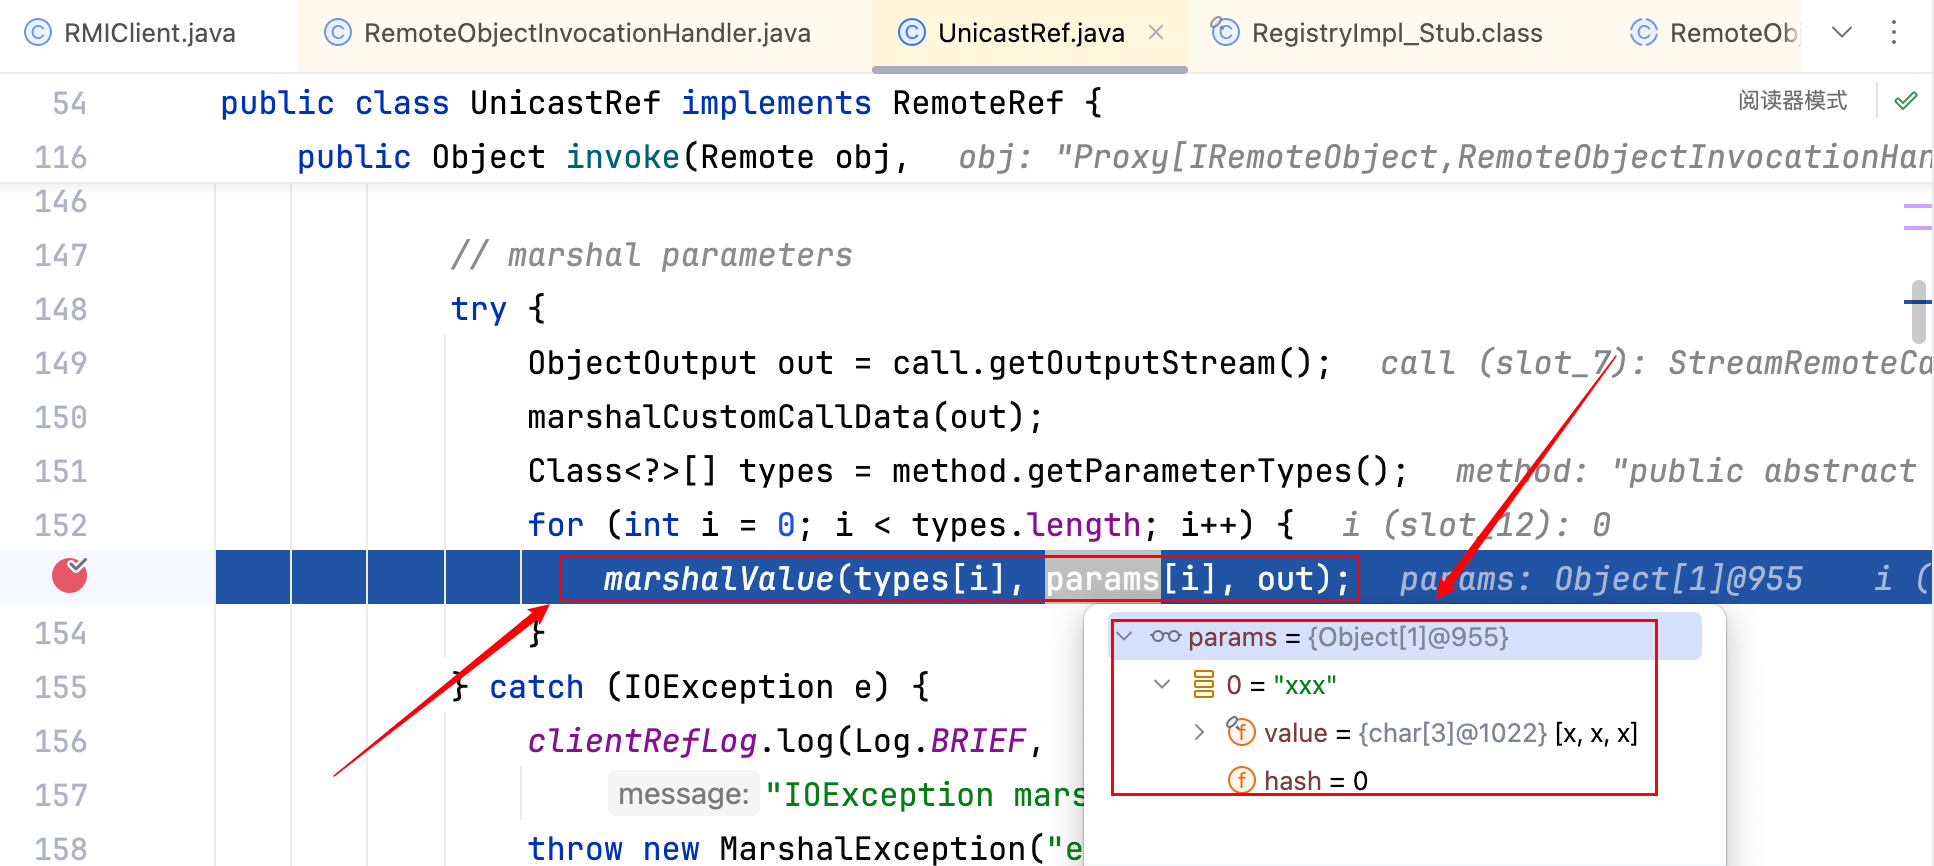 RMIClient.java RemoteObjectInvocationHandler.java UnicastRef.java RegistryImpl_Stub.class RemoteObj
54 public class UnicastRef implements RemoteRef {
阅读器模式
116 public Object invoke(Remote obj, obj: "Proxy[IRemoteObject,RemoteObjectInvocationHan
146
147 // marshal parameters
148 try {
149 ObjectOutput out = call.getOutputStream(); call (slot_7): StreamRemoteCa
150 marshalCustomCallData(out);
151 Class<?>[] types = method.getParameterTypes(); method: "public abstract
152 for (int i = 0; i < types.length; i++) { i (slot_12): 0
marshalValue(types[i], params[i], out); params: Object[1]@955 i (
154 }
params = {Object[1]@955}
0 = "xxx"
value = {char[3]@1022} [x, x, x]
hash = 0
155 } catch (IOException e) {
156 clientRefLog.log(Log.BRIEF,
157 message: "IOException mars
158 throw new MarshalException("e